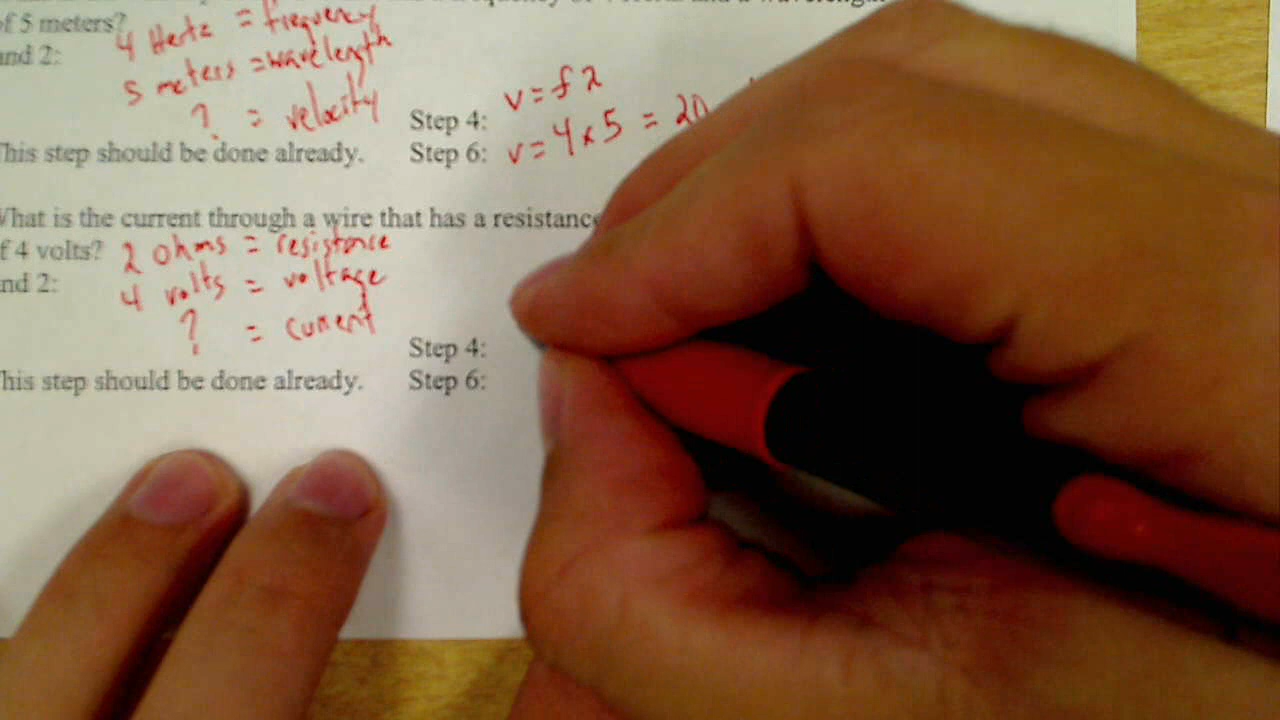 of 5 meters?
4 Hertz = frequency
and 2:
5 meters = wavelength
? = velocity
Step 4: v = f λ
This step should be done already. Step 6: v = 4 x 5 = 20
What is the current through a wire that has a resistance
of 4 volts? 2 ohms = resistance
and 2: 4 volts = voltage
? = current
Step 4:
This step should be done already. Step 6: